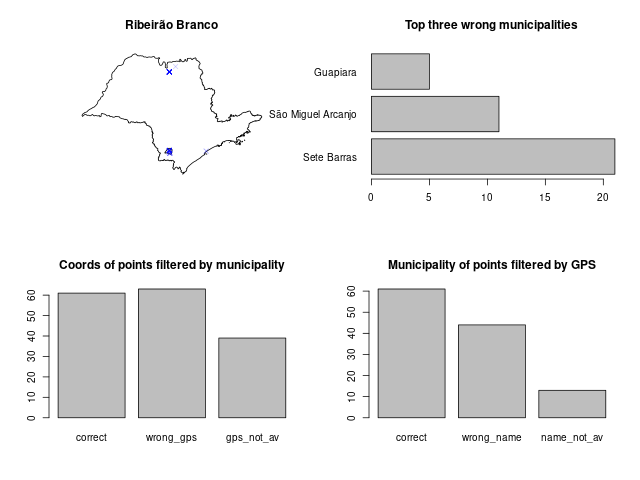 Ribeirão Branco
Top three wrong municipalities
Guapiara
São Miguel Arcanjo
Sete Barras
0 5 10 15 20
Coords of points filtered by municipality
0 10 20 30 40 50 60
correct wrong_gps gps_not_av
Municipality of points filtered by GPS
0 10 20 30 40 50 60
correct wrong_name name_not_av